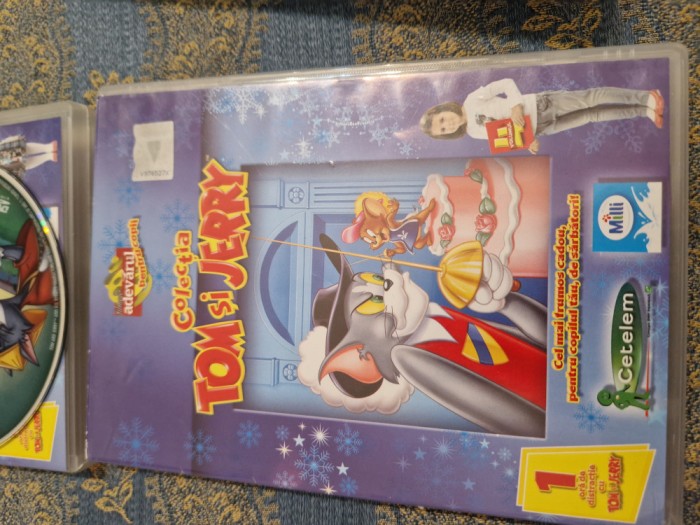 adevărul
Colecția
TOM și JERRY
Cel mai frumos cadou,
pentru copilul tău, de sărbători!
Milli
Cetelem
1
oră de
distracție
cu
TOM și JERRY